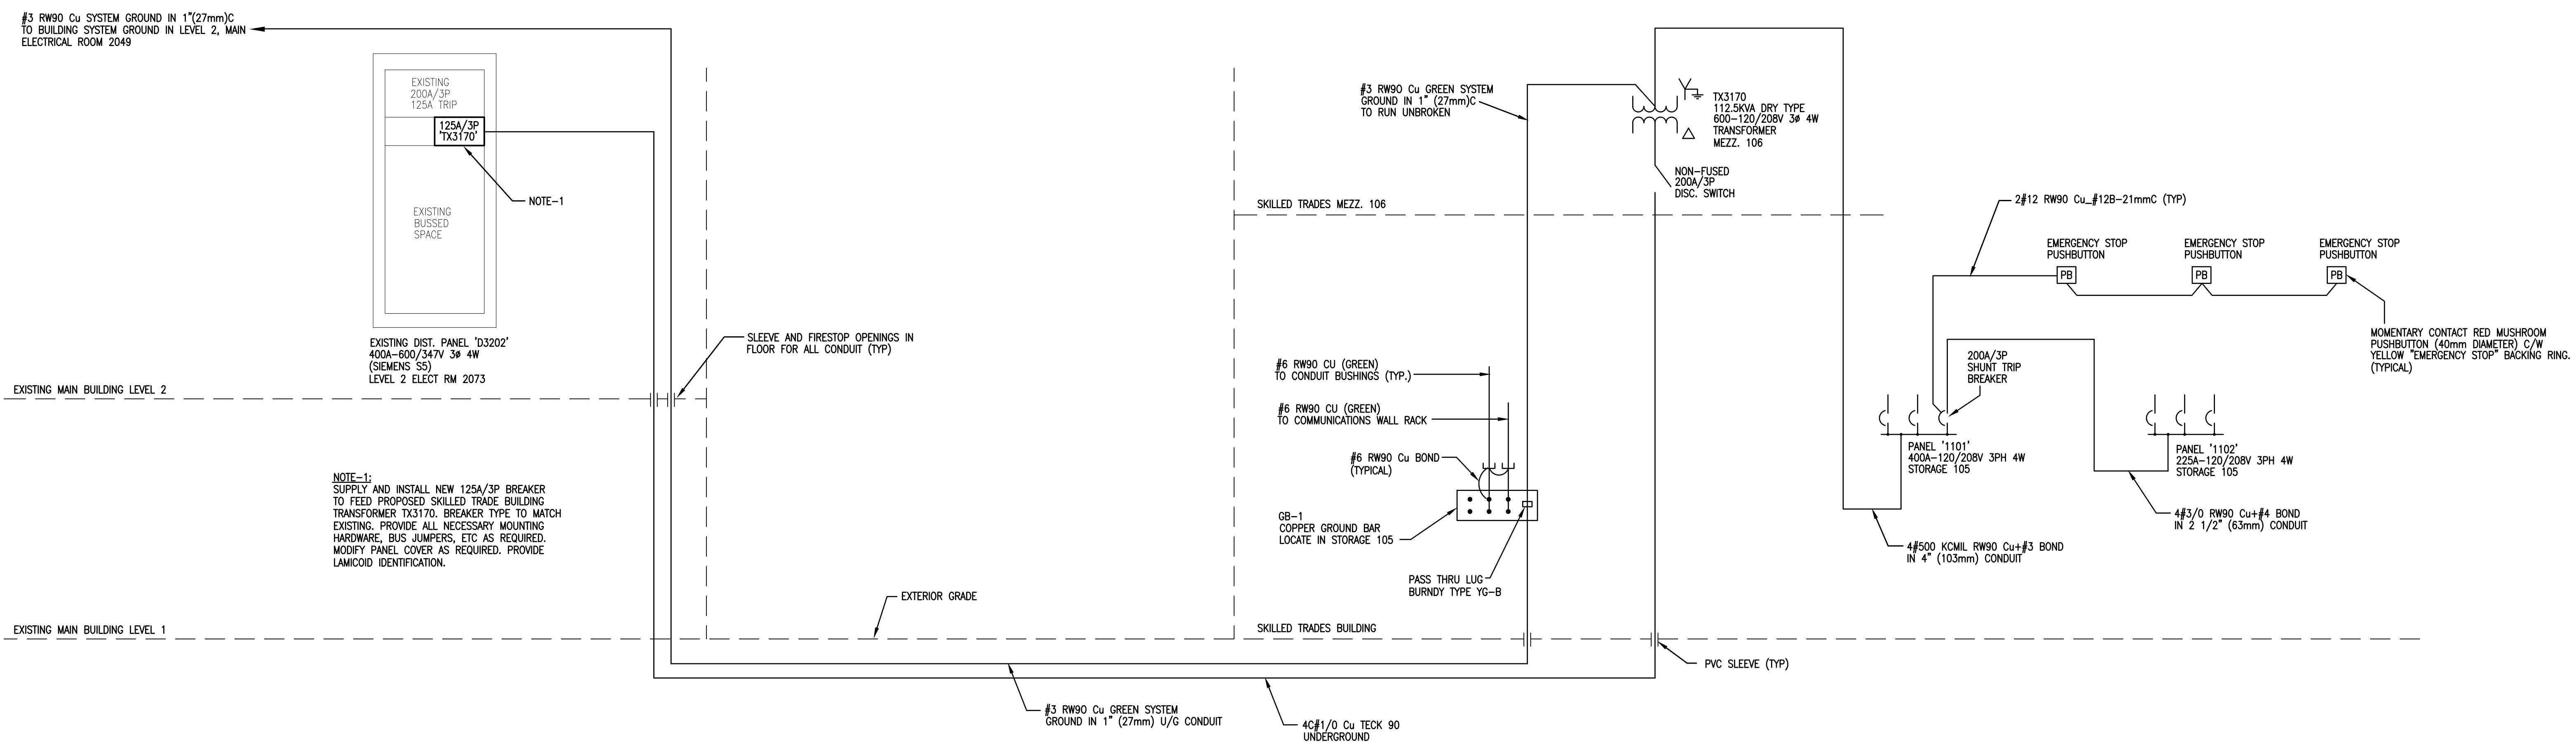 #3 RW90 Cu SYSTEM GROUND IN 1"(27mm)C
TO BUILDING SYSTEM GROUND IN LEVEL 2, MAIN
ELECTRICAL ROOM 2049
EXISTING
200A/3P
125A TRIP
125A/3P
'TX3170'
NOTE-1
EXISTING
BUSSED
SPACE
EXISTING DIST. PANEL 'D3202'
400A-600/347V 3ø 4W
(SIEMENS S5)
LEVEL 2 ELECT RM 2073
EXISTING MAIN BUILDING LEVEL 2
SLEEVE AND FIRESTOP OPENINGS IN
FLOOR FOR ALL CONDUIT (TYP)
NOTE-1:
SUPPLY AND INSTALL NEW 125A/3P BREAKER
TO FEED PROPOSED SKILLED TRADE BUILDING
TRANSFORMER TX3170. BREAKER TYPE TO MATCH
EXISTING. PROVIDE ALL NECESSARY MOUNTING
HARDWARE, BUS JUMPERS, ETC AS REQUIRED.
MODIFY PANEL COVER AS REQUIRED. PROVIDE
LAMICOID IDENTIFICATION.
EXTERIOR GRADE
EXISTING MAIN BUILDING LEVEL 1
#3 RW90 Cu GREEN SYSTEM
GROUND IN 1" (27mm) U/G CONDUIT
4C#1/0 Cu TECK 90
UNDERGROUND
#3 RW90 Cu GREEN SYSTEM
GROUND IN 1" (27mm)C
TO RUN UNBROKEN
TX3170
112.5KVA DRY TYPE
600-120/208V 3ø 4W
TRANSFORMER
MEZZ. 106
NON-FUSED
200A/3P
DISC. SWITCH
SKILLED TRADES MEZZ. 106
#6 RW90 CU (GREEN)
TO CONDUIT BUSHINGS (TYP.)
#6 RW90 CU (GREEN)
TO COMMUNICATIONS WALL RACK
#6 RW90 Cu BOND
(TYPICAL)
GB-1
COPPER GROUND BAR
LOCATE IN STORAGE 105
PASS THRU LUG
BURNDY TYPE YG-B
SKILLED TRADES BUILDING
PVC SLEEVE (TYP)
2#12 RW90 Cu_#12B-21mmC (TYP)
EMERGENCY STOP
PUSHBUTTON
EMERGENCY STOP
PUSHBUTTON
EMERGENCY STOP
PUSHBUTTON
PB
PB
PB
MOMENTARY CONTACT RED MUSHROOM
PUSHBUTTON (40mm DIAMETER) C/W
YELLOW "EMERGENCY STOP" BACKING RING.
(TYPICAL)
200A/3P
SHUNT TRIP
BREAKER
PANEL '1101'
400A-120/208V 3PH 4W
STORAGE 105
PANEL '1102'
225A-120/208V 3PH 4W
STORAGE 105
4#3/0 RW90 Cu+#4 BOND
IN 2 1/2" (63mm) CONDUIT
4#500 KCMIL RW90 Cu+#3 BOND
IN 4" (103mm) CONDUIT